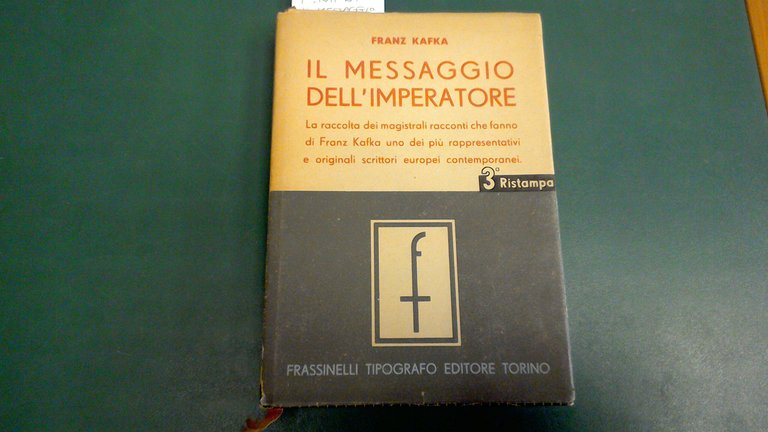 FRANZ KAFKA
IL MESSAGGIO
DELL'IMPERATORE
La raccolta dei magistrali racconti che fanno
di Franz Kafka uno dei più rappresentativi
e originali scrittori europei contemporanei.
3° Ristampa
f
FRASSINELLI TIPOGRAFO EDITORE TORINO